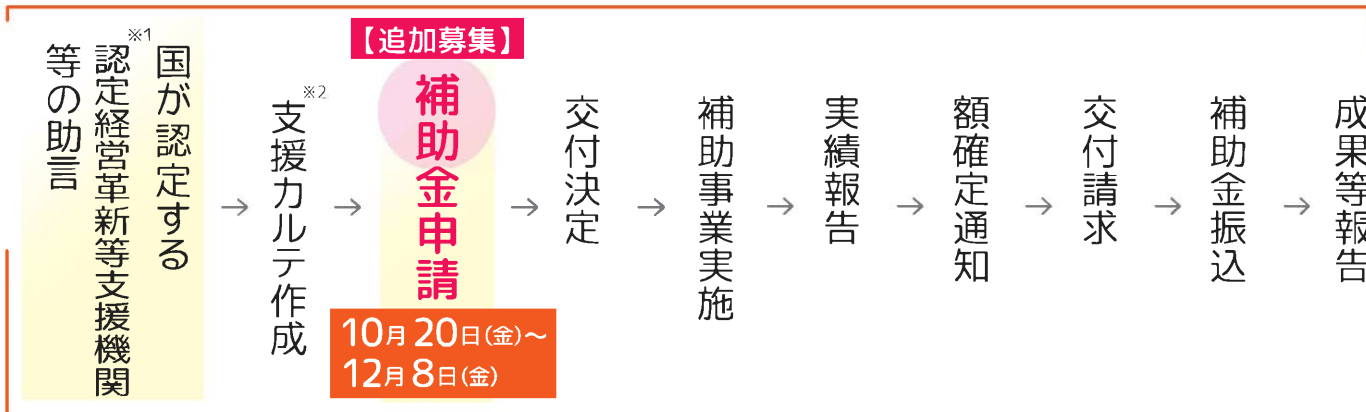 国が認定する
※1
認定経営革新等支援機関
等の助言
→
※2
支援カルテ作成
→
【追加募集】
補助金申請
10月20日(金)～
12月8日(金)
→
交付決定
→
補助事業実施
→
実績報告
→
額確定通知
→
交付請求
→
補助金振込
→
成果等報告